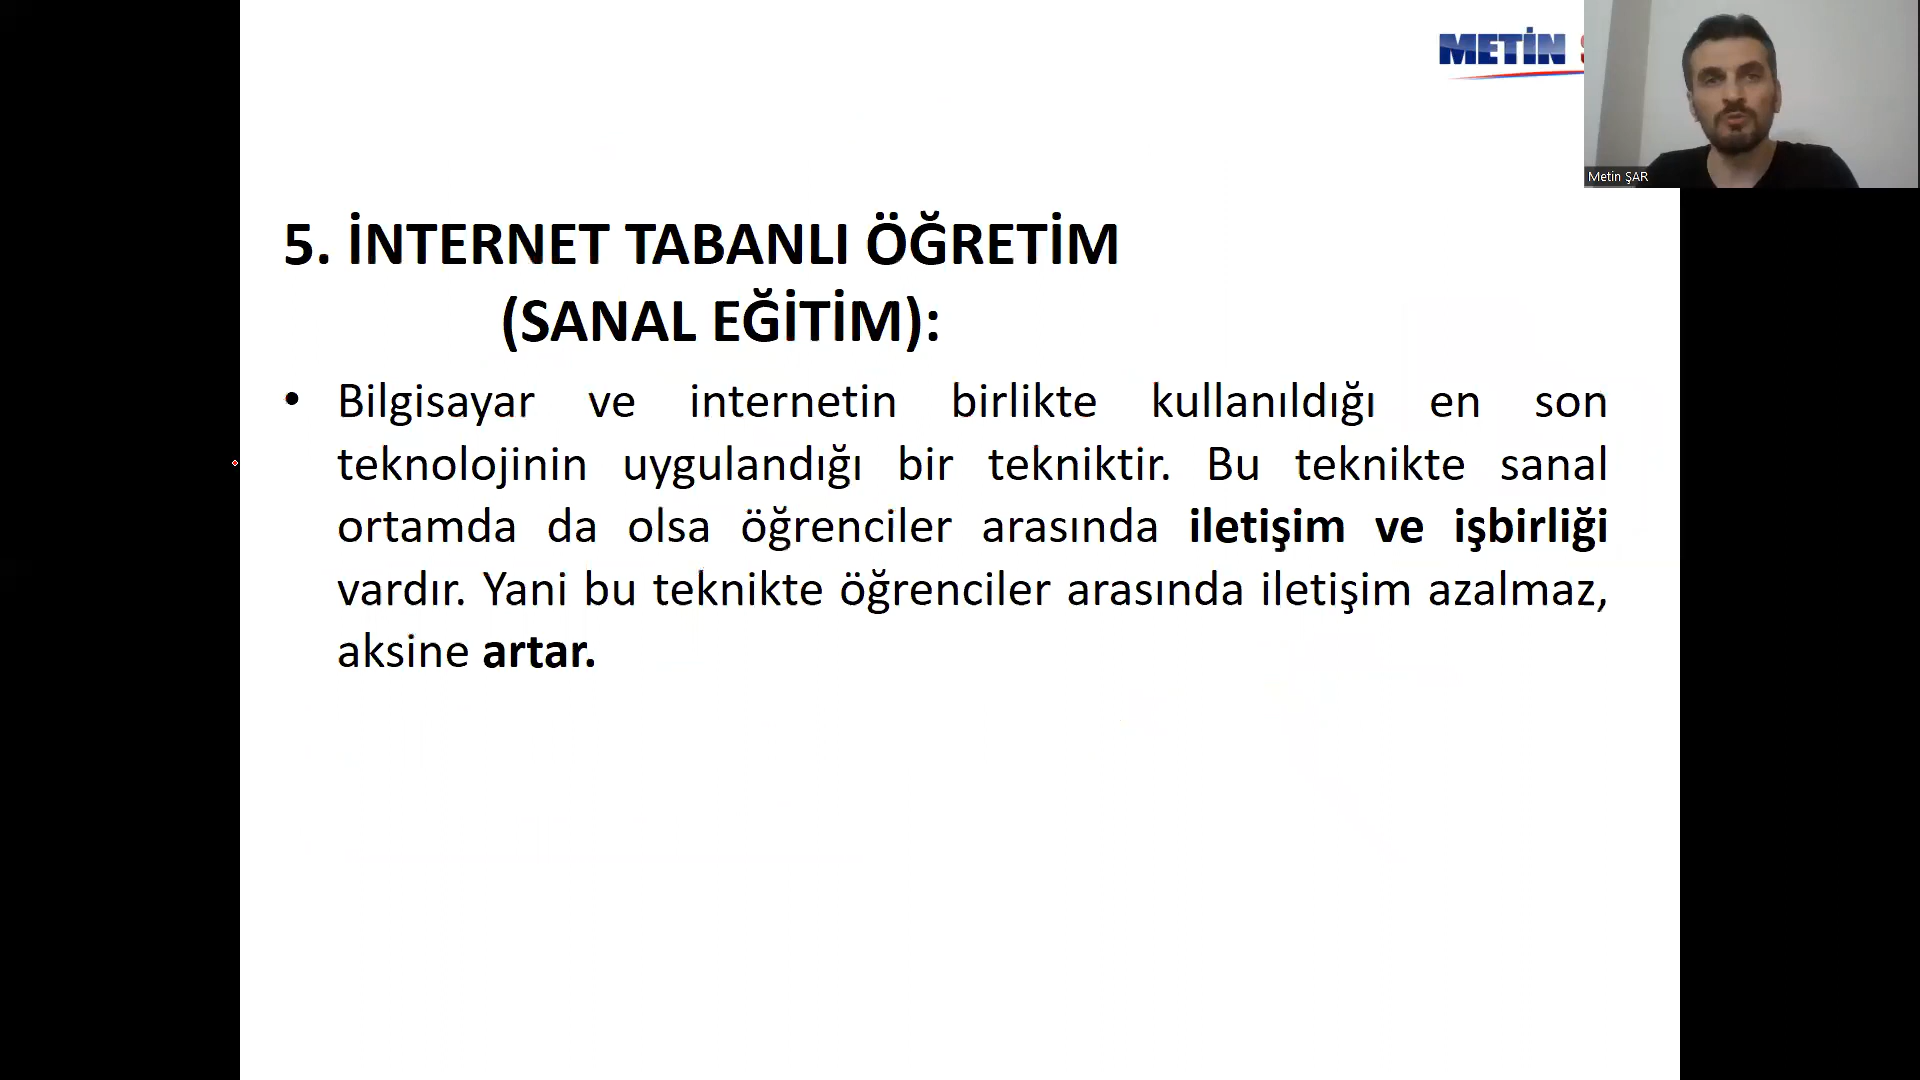 METİN
Metin ŞAR
5. İNTERNET TABANLI ÖĞRETİM
(SANAL EĞİTİM):
• Bilgisayar ve internetin birlikte kullanıldığı en son
teknolojinin uygulandığı bir tekniktir. Bu teknikte sanal
ortamda da olsa öğrenciler arasında iletişim ve işbirliği
vardır. Yani bu teknikte öğrenciler arasında iletişim azalmaz,
aksine artar.